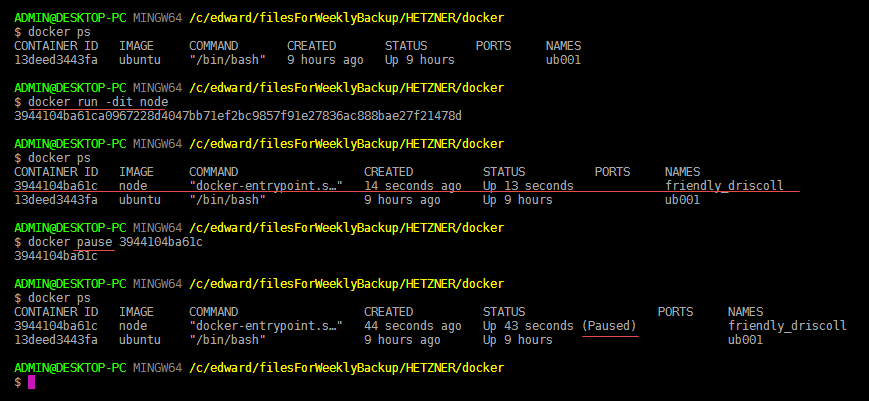 ADMIN@DESKTOP-PC MINGW64 /c/edward/filesForWeeklyBackup/HETZNER/docker
$ docker ps
CONTAINER ID   IMAGE     COMMAND       CREATED       STATUS       PORTS     NAMES
13deed3443fa   ubuntu    "/bin/bash"   9 hours ago   Up 9 hours             ub001
ADMIN@DESKTOP-PC MINGW64 /c/edward/filesForWeeklyBackup/HETZNER/docker
$ docker run -dit node
3944104ba61ca0967228d4047bb71ef2bc9857f91e27836ac888bae27f21478d
ADMIN@DESKTOP-PC MINGW64 /c/edward/filesForWeeklyBackup/HETZNER/docker
$ docker ps
CONTAINER ID   IMAGE     COMMAND                  CREATED          STATUS          PORTS     NAMES
3944104ba61c   node      "docker-entrypoint.s…"   14 seconds ago   Up 13 seconds             friendly_driscoll
13deed3443fa   ubuntu    "/bin/bash"              9 hours ago      Up 9 hours                ub001
ADMIN@DESKTOP-PC MINGW64 /c/edward/filesForWeeklyBackup/HETZNER/docker
$ docker pause 3944104ba61c
3944104ba61c
ADMIN@DESKTOP-PC MINGW64 /c/edward/filesForWeeklyBackup/HETZNER/docker
$ docker ps
CONTAINER ID   IMAGE     COMMAND                  CREATED          STATUS                   PORTS     NAMES
3944104ba61c   node      "docker-entrypoint.s…"   44 seconds ago   Up 43 seconds (Paused)             friendly_driscoll
13deed3443fa   ubuntu    "/bin/bash"              9 hours ago      Up 9 hours                         ub001
ADMIN@DESKTOP-PC MINGW64 /c/edward/filesForWeeklyBackup/HETZNER/docker
$